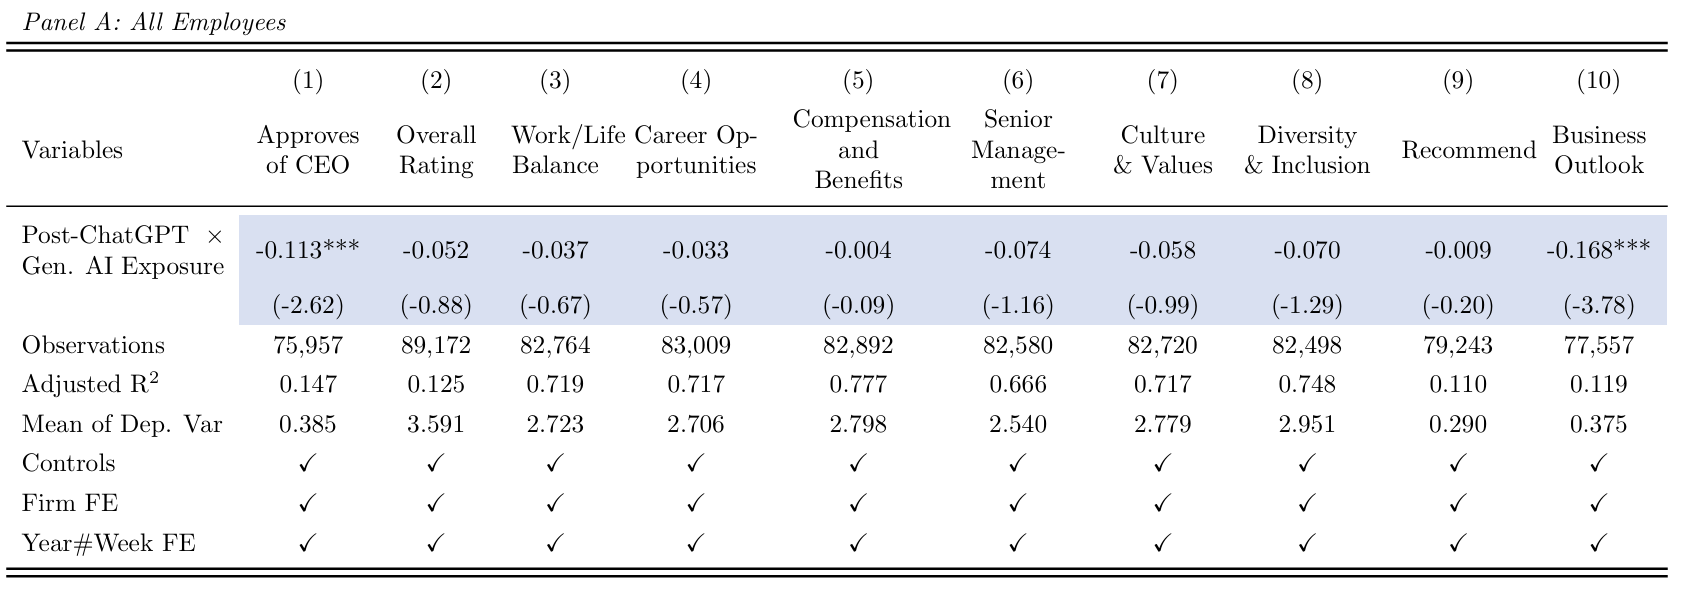 Panel A: All Employees
(1) (2) (3) (4) (5) (6) (7) (8) (9) (10)
Variables Approves of CEO Overall Rating Work/Life Balance Career Op-portunities Compensation and Benefits Senior Manage-ment Culture & Values Diversity & Inclusion Recommend Business Outlook
Post-ChatGPT × Gen. AI Exposure -0.113*** -0.052 -0.037 -0.033 -0.004 -0.074 -0.058 -0.070 -0.009 -0.168***
(-2.62) (-0.88) (-0.67) (-0.57) (-0.09) (-1.16) (-0.99) (-1.29) (-0.20) (-3.78)
Observations 75,957 89,172 82,764 83,009 82,892 82,580 82,720 82,498 79,243 77,557
Adjusted R² 0.147 0.125 0.719 0.717 0.777 0.666 0.717 0.748 0.110 0.119
Mean of Dep. Var 0.385 3.591 2.723 2.706 2.798 2.540 2.779 2.951 0.290 0.375
Controls ✓ ✓ ✓ ✓ ✓ ✓ ✓ ✓ ✓ ✓
Firm FE ✓ ✓ ✓ ✓ ✓ ✓ ✓ ✓ ✓ ✓
Year#Week FE ✓ ✓ ✓ ✓ ✓ ✓ ✓ ✓ ✓ ✓